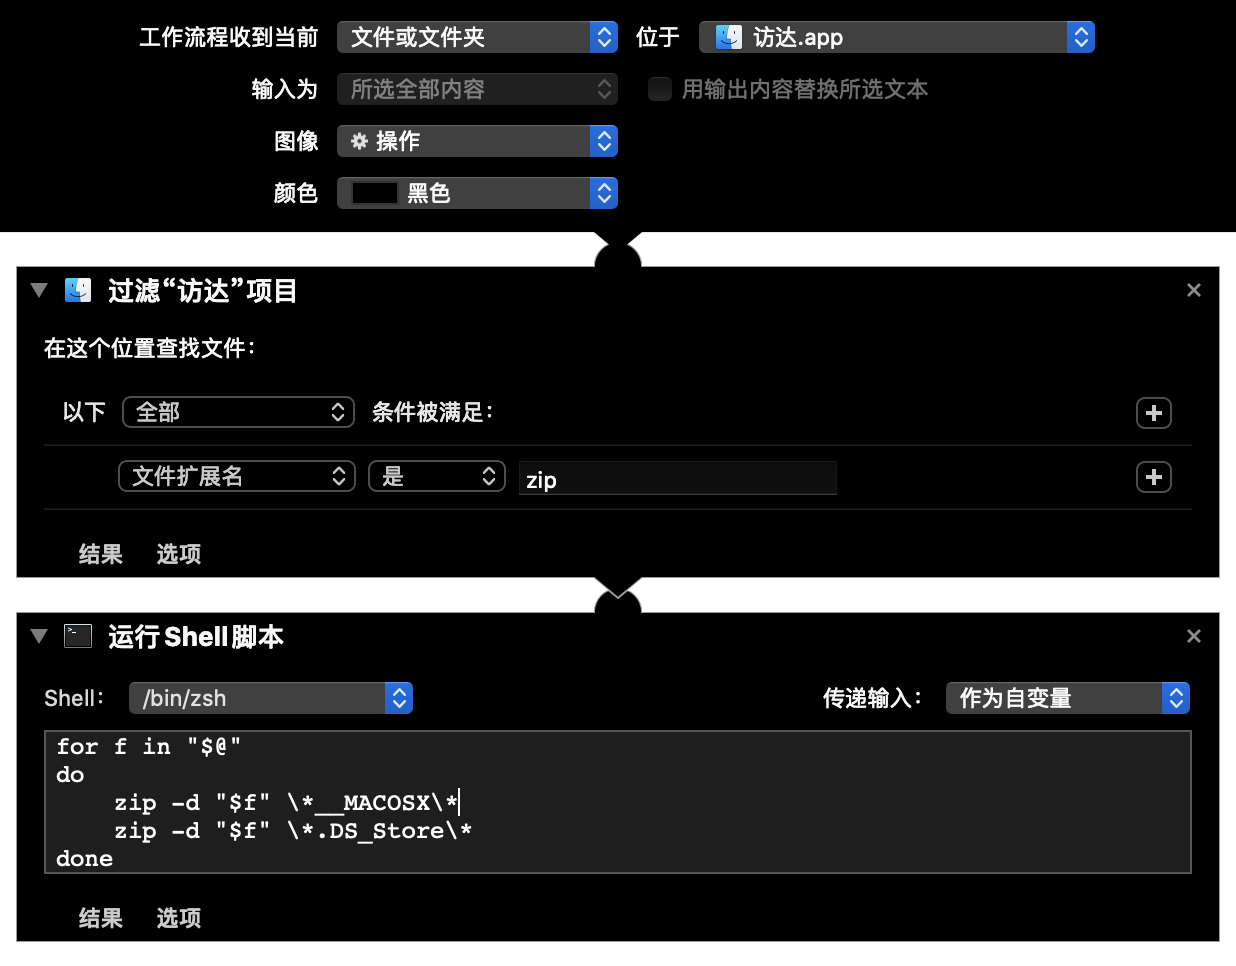 工作流程收到当前 文件或文件夹 位于 访达.app
输入为 所选全部内容 用输出内容替换所选文本
图像 操作
颜色 黑色
过滤“访达”项目
在这个位置查找文件：
以下 全部 条件被满足：
文件扩展名 是 zip
结果 选项
运行 Shell 脚本
Shell： /bin/zsh 传递输入： 作为自变量
for f in "$@"
do
    zip -d "$f" \*__MACOSX\*
    zip -d "$f" \*.DS_Store\*
done
结果 选项